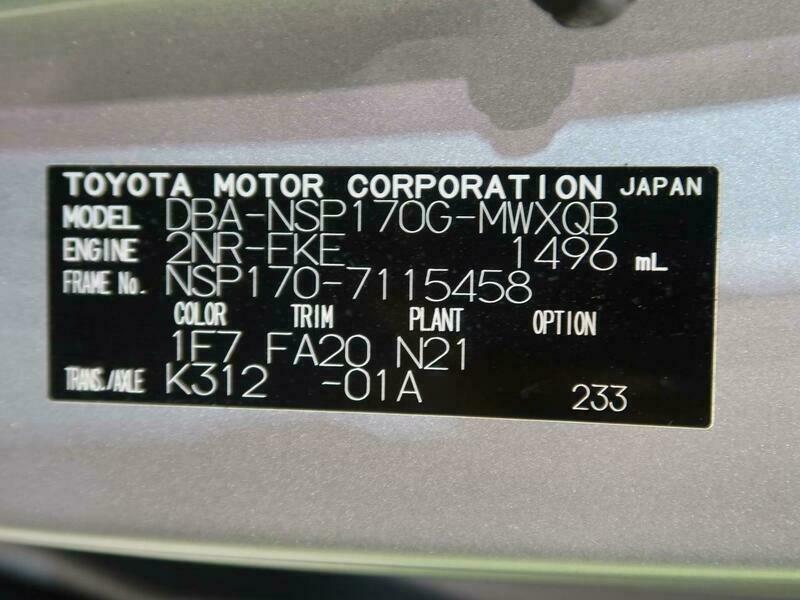 TOYOTA MOTOR CORPORATION JAPAN
MODEL DBA-NSP170G-MWXQB
ENGINE 2NR-FKE 1496 mL
FRAME No. NSP170-7115458
COLOR TRIM PLANT OPTION
1F7 FA20 N21
TRANS./AXLE K312 -01A 233